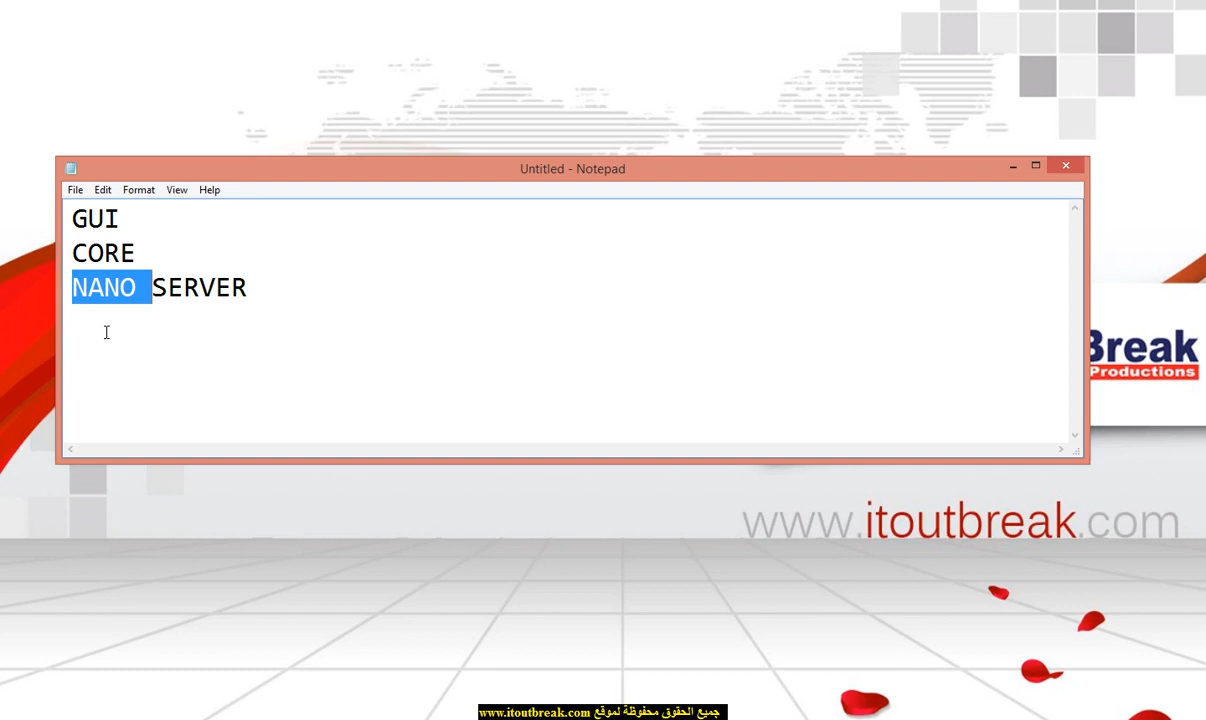 Untitled - Notepad
File Edit Format View Help
GUI
CORE
NANO SERVER
Break
Productions
www.itoutbreak.com
جميع الحقوق محفوظة لموقع www.itoutbreak.com